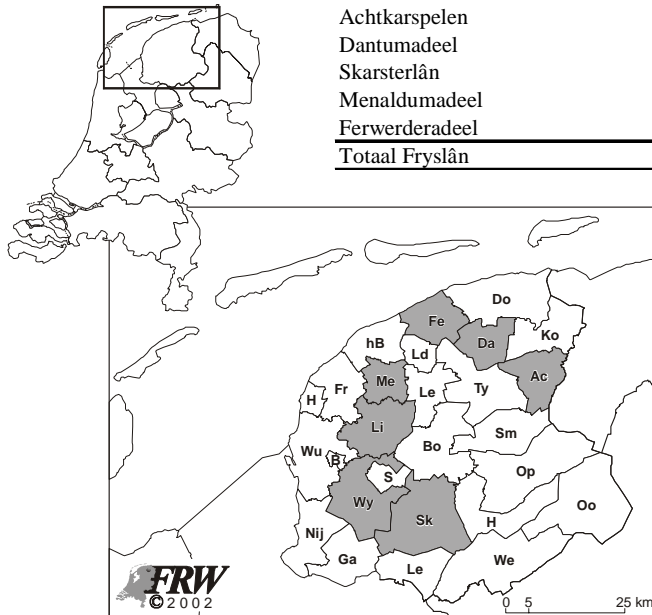 Achtkarspelen
Dantumadeel
Skarsterlân
Menaldumadeel
Ferwerderadeel
Totaal Fryslân
Do
Fe
Ko
hB
Ld
Da
Ac
Me
Fr
H
Le
Ty
Li
Wu
B
Bo
Sm
S
Op
Wy
Oo
Sk
H
Nij
Ga
Le
We
FRW
©2002
0 5 25 km